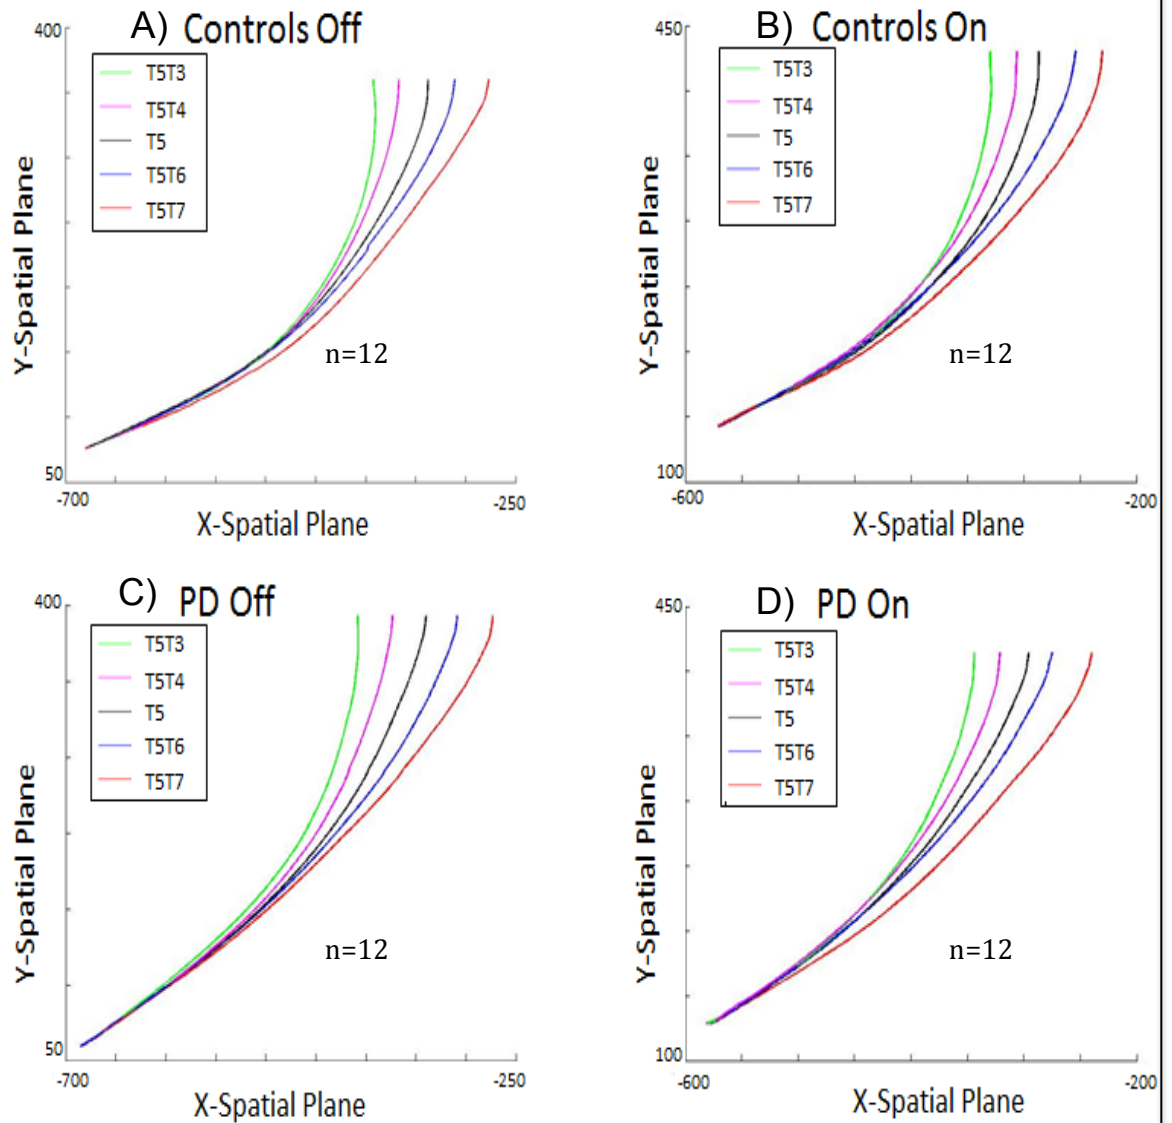 A) Controls Off
400
T5T3
T5T4
T5
T5T6
T5T7
Y-Spatial Plane
n=12
50
-700
-250
X-Spatial Plane
B) Controls On
450
T5T3
T5T4
T5
T5T6
T5T7
Y-Spatial Plane
n=12
100
-600
-200
X-Spatial Plane
C) PD Off
400
T5T3
T5T4
T5
T5T6
T5T7
Y-Spatial Plane
n=12
50
-700
-250
X-Spatial Plane
D) PD On
450
T5T3
T5T4
T5
T5T6
T5T7
Y-Spatial Plane
n=12
100
-600
-200
X-Spatial Plane